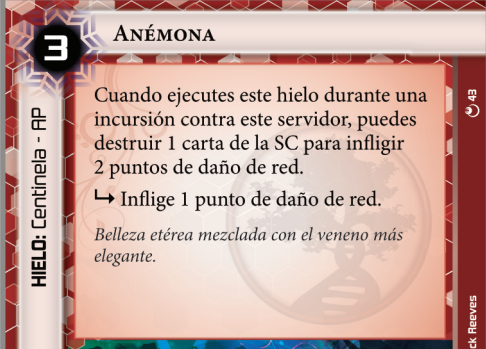 3
Anémona
Cuando ejecutes este hielo durante una
incursión contra este servidor, puedes
destruir 1 carta de la SC para infligir
2 puntos de daño de red.
↳ Inflige 1 punto de daño de red.
Belleza etérea mezclada con el veneno más
elegante.
HIELO: Centinela - AP
43
Reeves